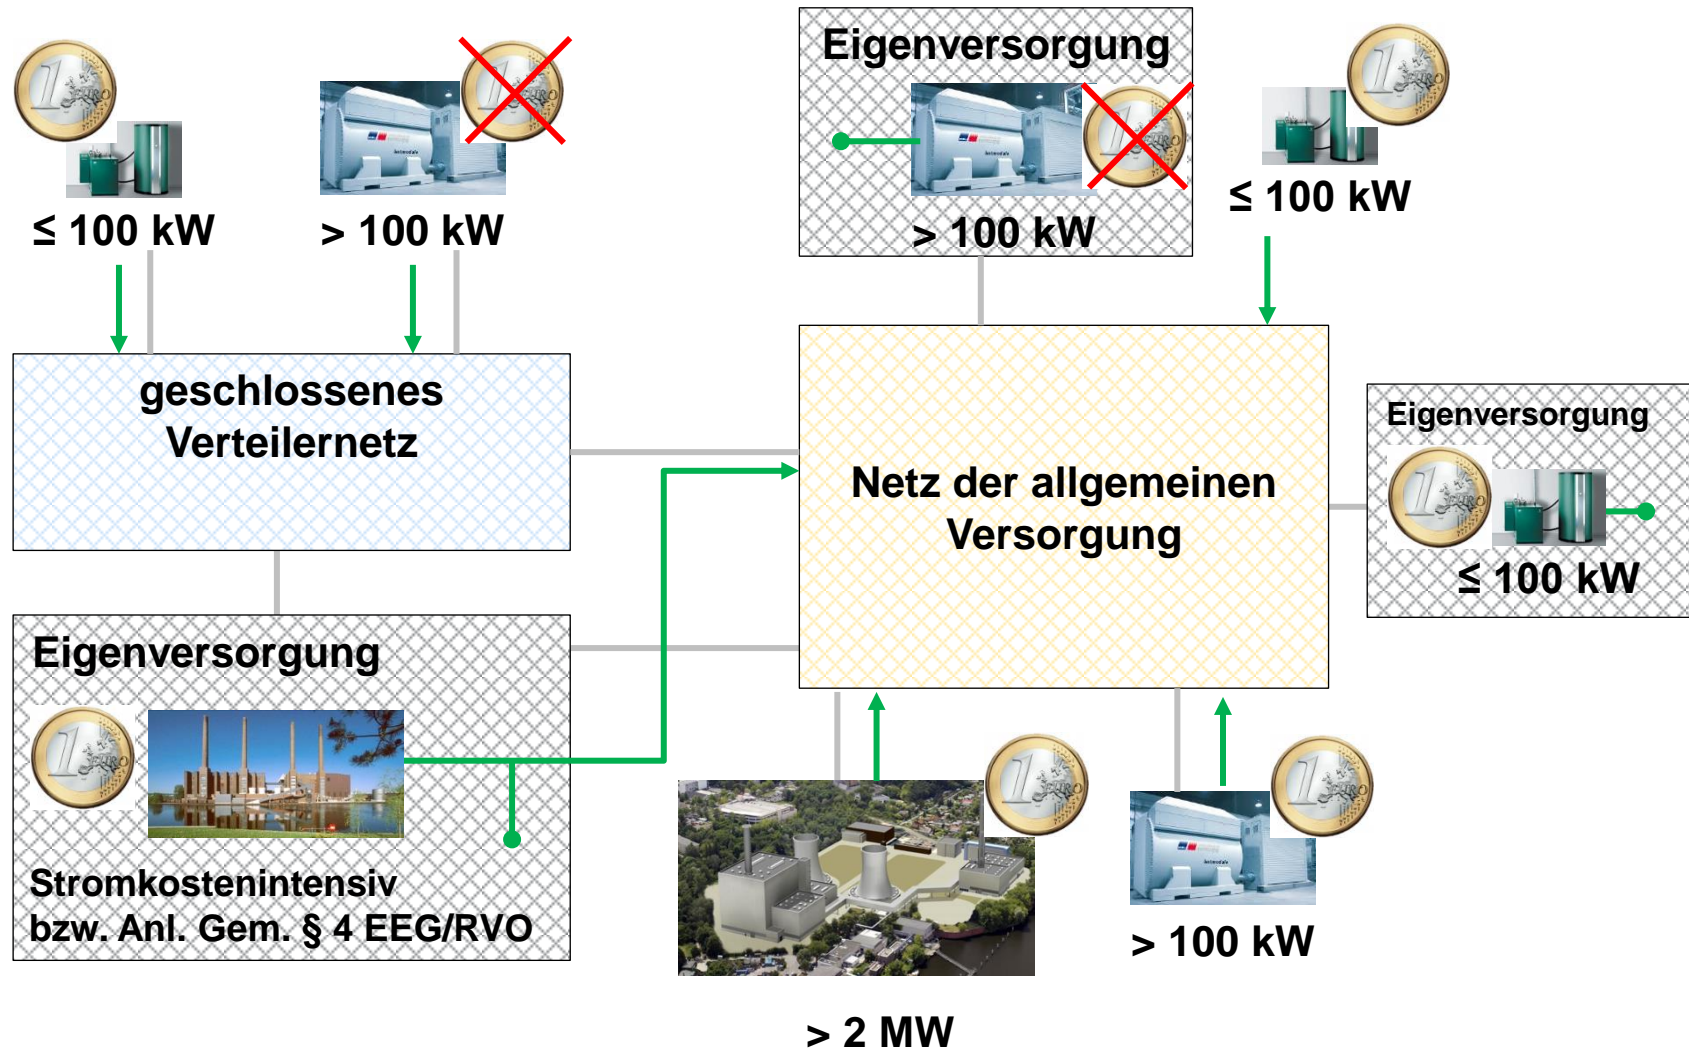 Eigenversorgung
> 100 kW
≤ 100 kW
≤ 100 kW
> 100 kW
geschlossenes
Verteilernetz
Netz der allgemeinen
Versorgung
Eigenversorgung
≤ 100 kW
Eigenversorgung
Stromkostenintensiv
bzw. Anl. Gem. § 4 EEG/RVO
> 2 MW
> 100 kW